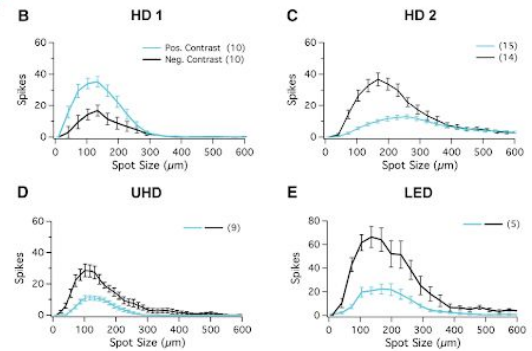 B HD 1
60
40
20
0
Spikes
Pos. Contrast (10)
Neg. Contrast (10)
0 100 200 300 400 500 600
Spot Size (μm)
C HD 2
60
40
20
0
Spikes
(15)
(14)
0 100 200 300 400 500 600
Spot Size (μm)
D UHD
60
40
20
0
Spikes
(9)
0 100 200 300 400 500 600
Spot Size (μm)
E LED
80
60
40
20
0
Spikes
(5)
0 100 200 300 400 500 600
Spot Size (μm)